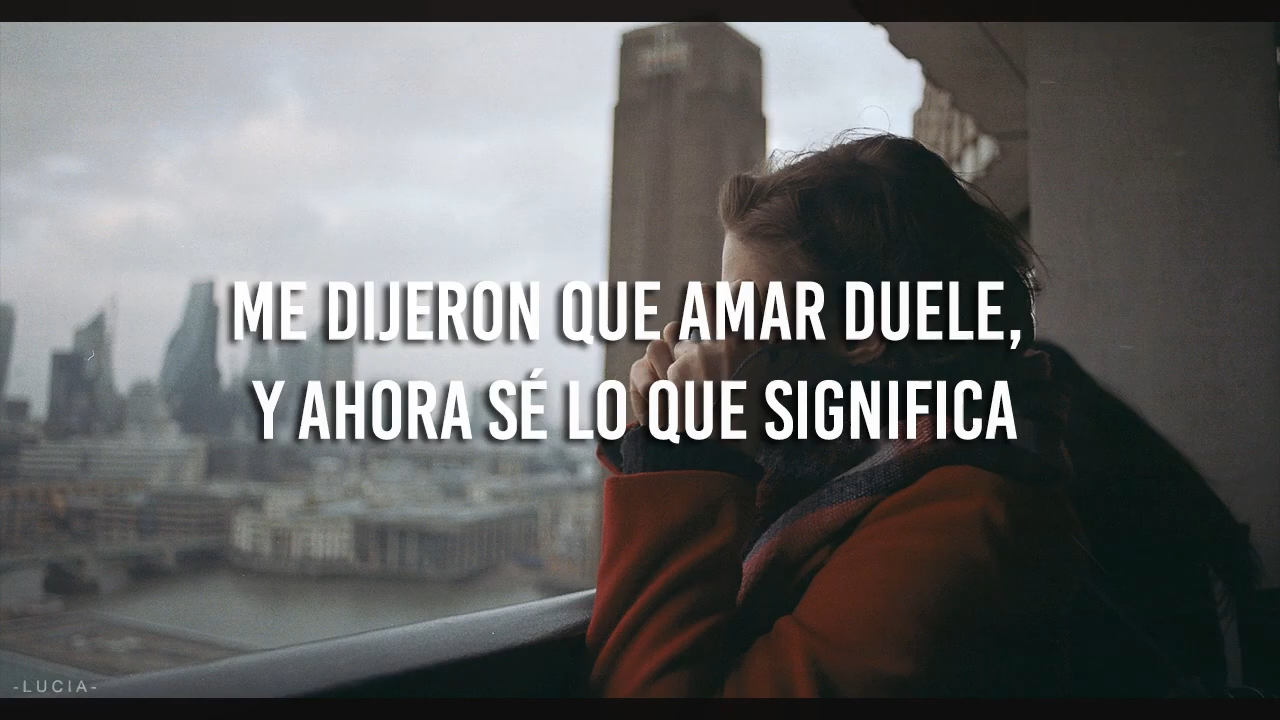 ME DIJERON QUE AMAR DUELE,
Y AHORA SÉ LO QUE SIGNIFICA
-LUCIA-